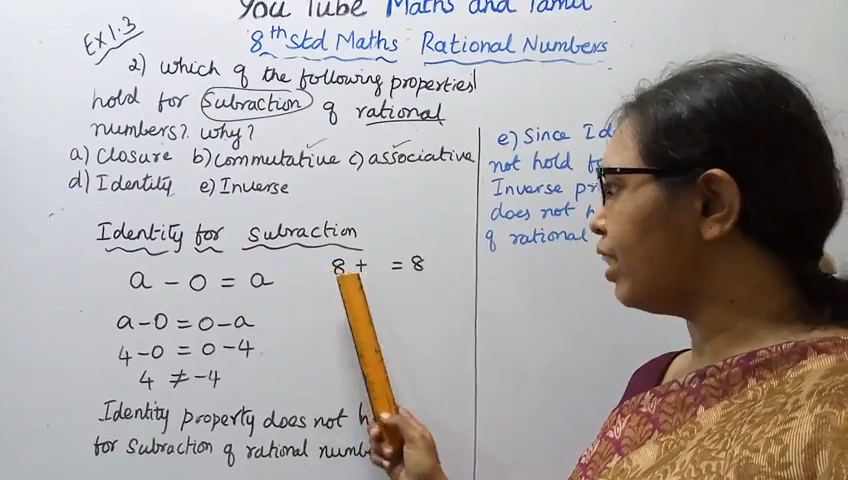 You Tube Maths and Tamil
8th Std Maths Rational Numbers
Ex 1.3
2) which of the following properties
hold for Subraction of rational
numbers? why?
a) Closure b) Commutative c) associative
d) Identity e) Inverse
Identity for subraction
a - 0 = a
a-0 = 0-a
4-0 = 0-4
4 ≠ -4
Identity property does not
for Subraction of rational
8 + = 8
e) Since
not hold
Inverse
does not
of rational